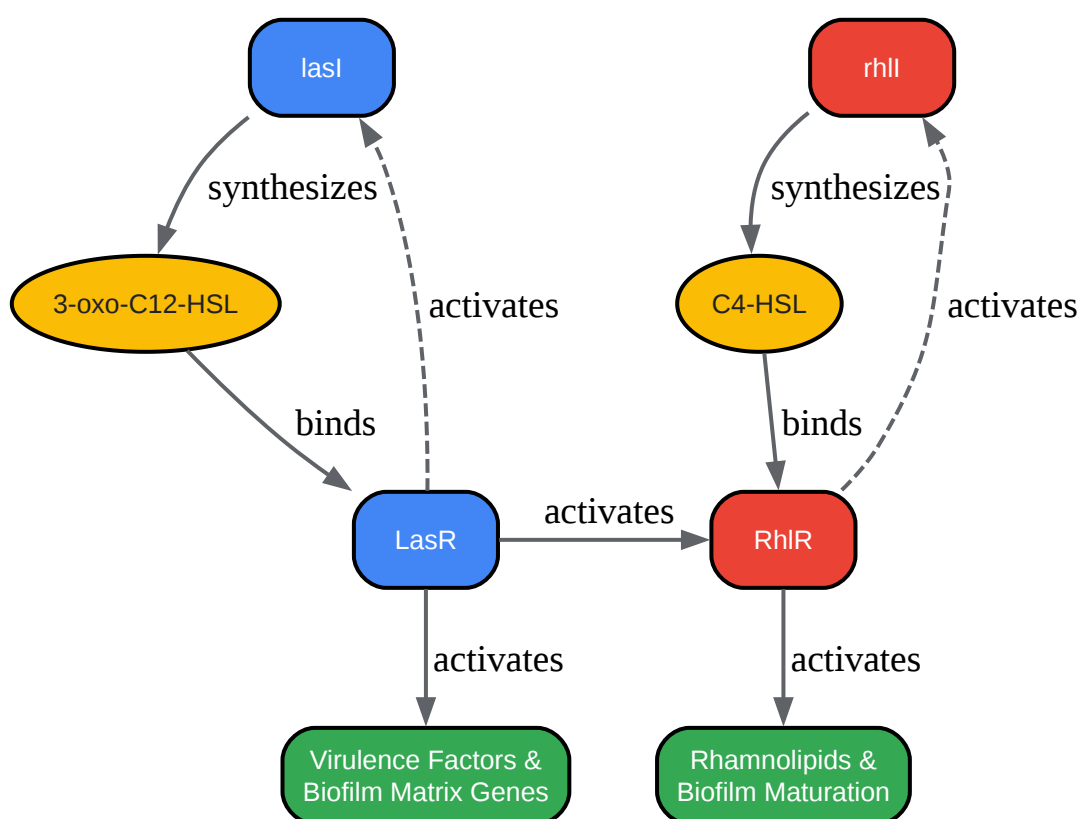 lasI
rhlI
synthesizes
synthesizes
3-oxo-C12-HSL
activates
C4-HSL
activates
binds
binds
LasR
activates
RhlR
activates
activates
Virulence Factors &
Biofilm Matrix Genes
Rhamnolipids &
Biofilm Maturation